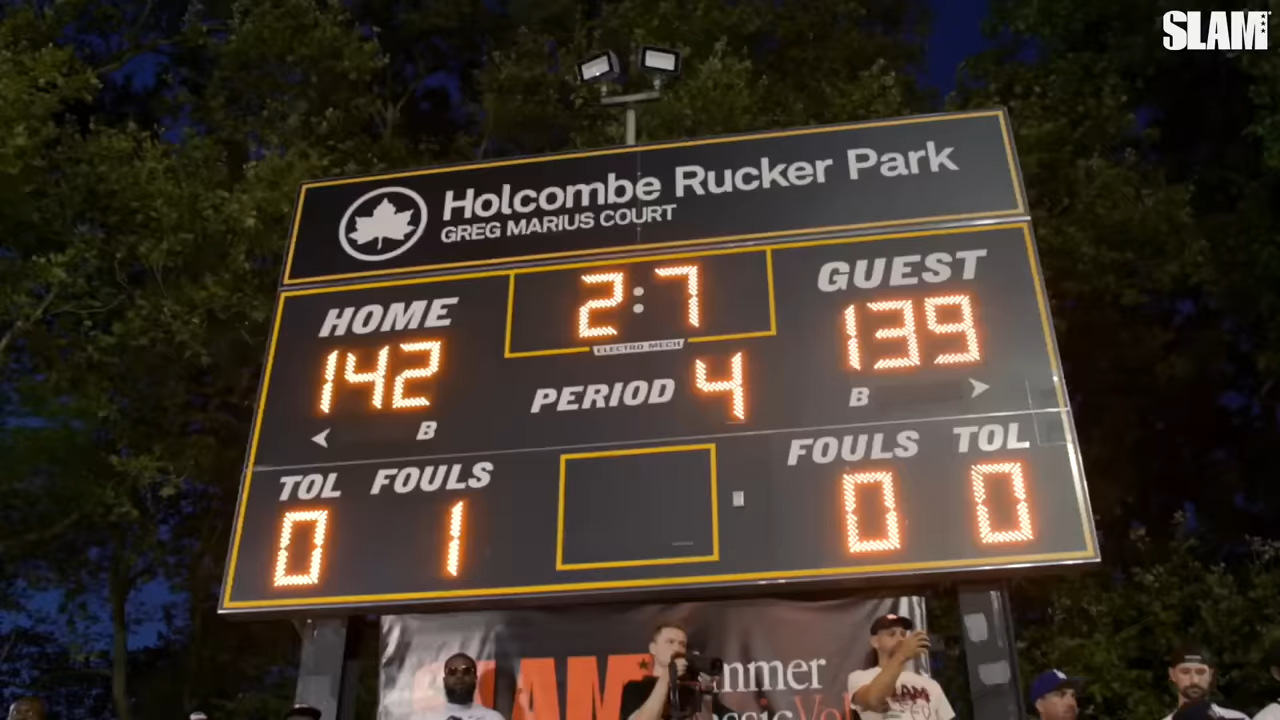 SLAM
Holcombe Rucker Park
GREG MARIUS COURT
HOME
2:7
GUEST
142
139
ELECTRO-MECH
PERIOD 4
B
B
TOL FOULS
FOULS TOL
0 1
0 0
SLAM